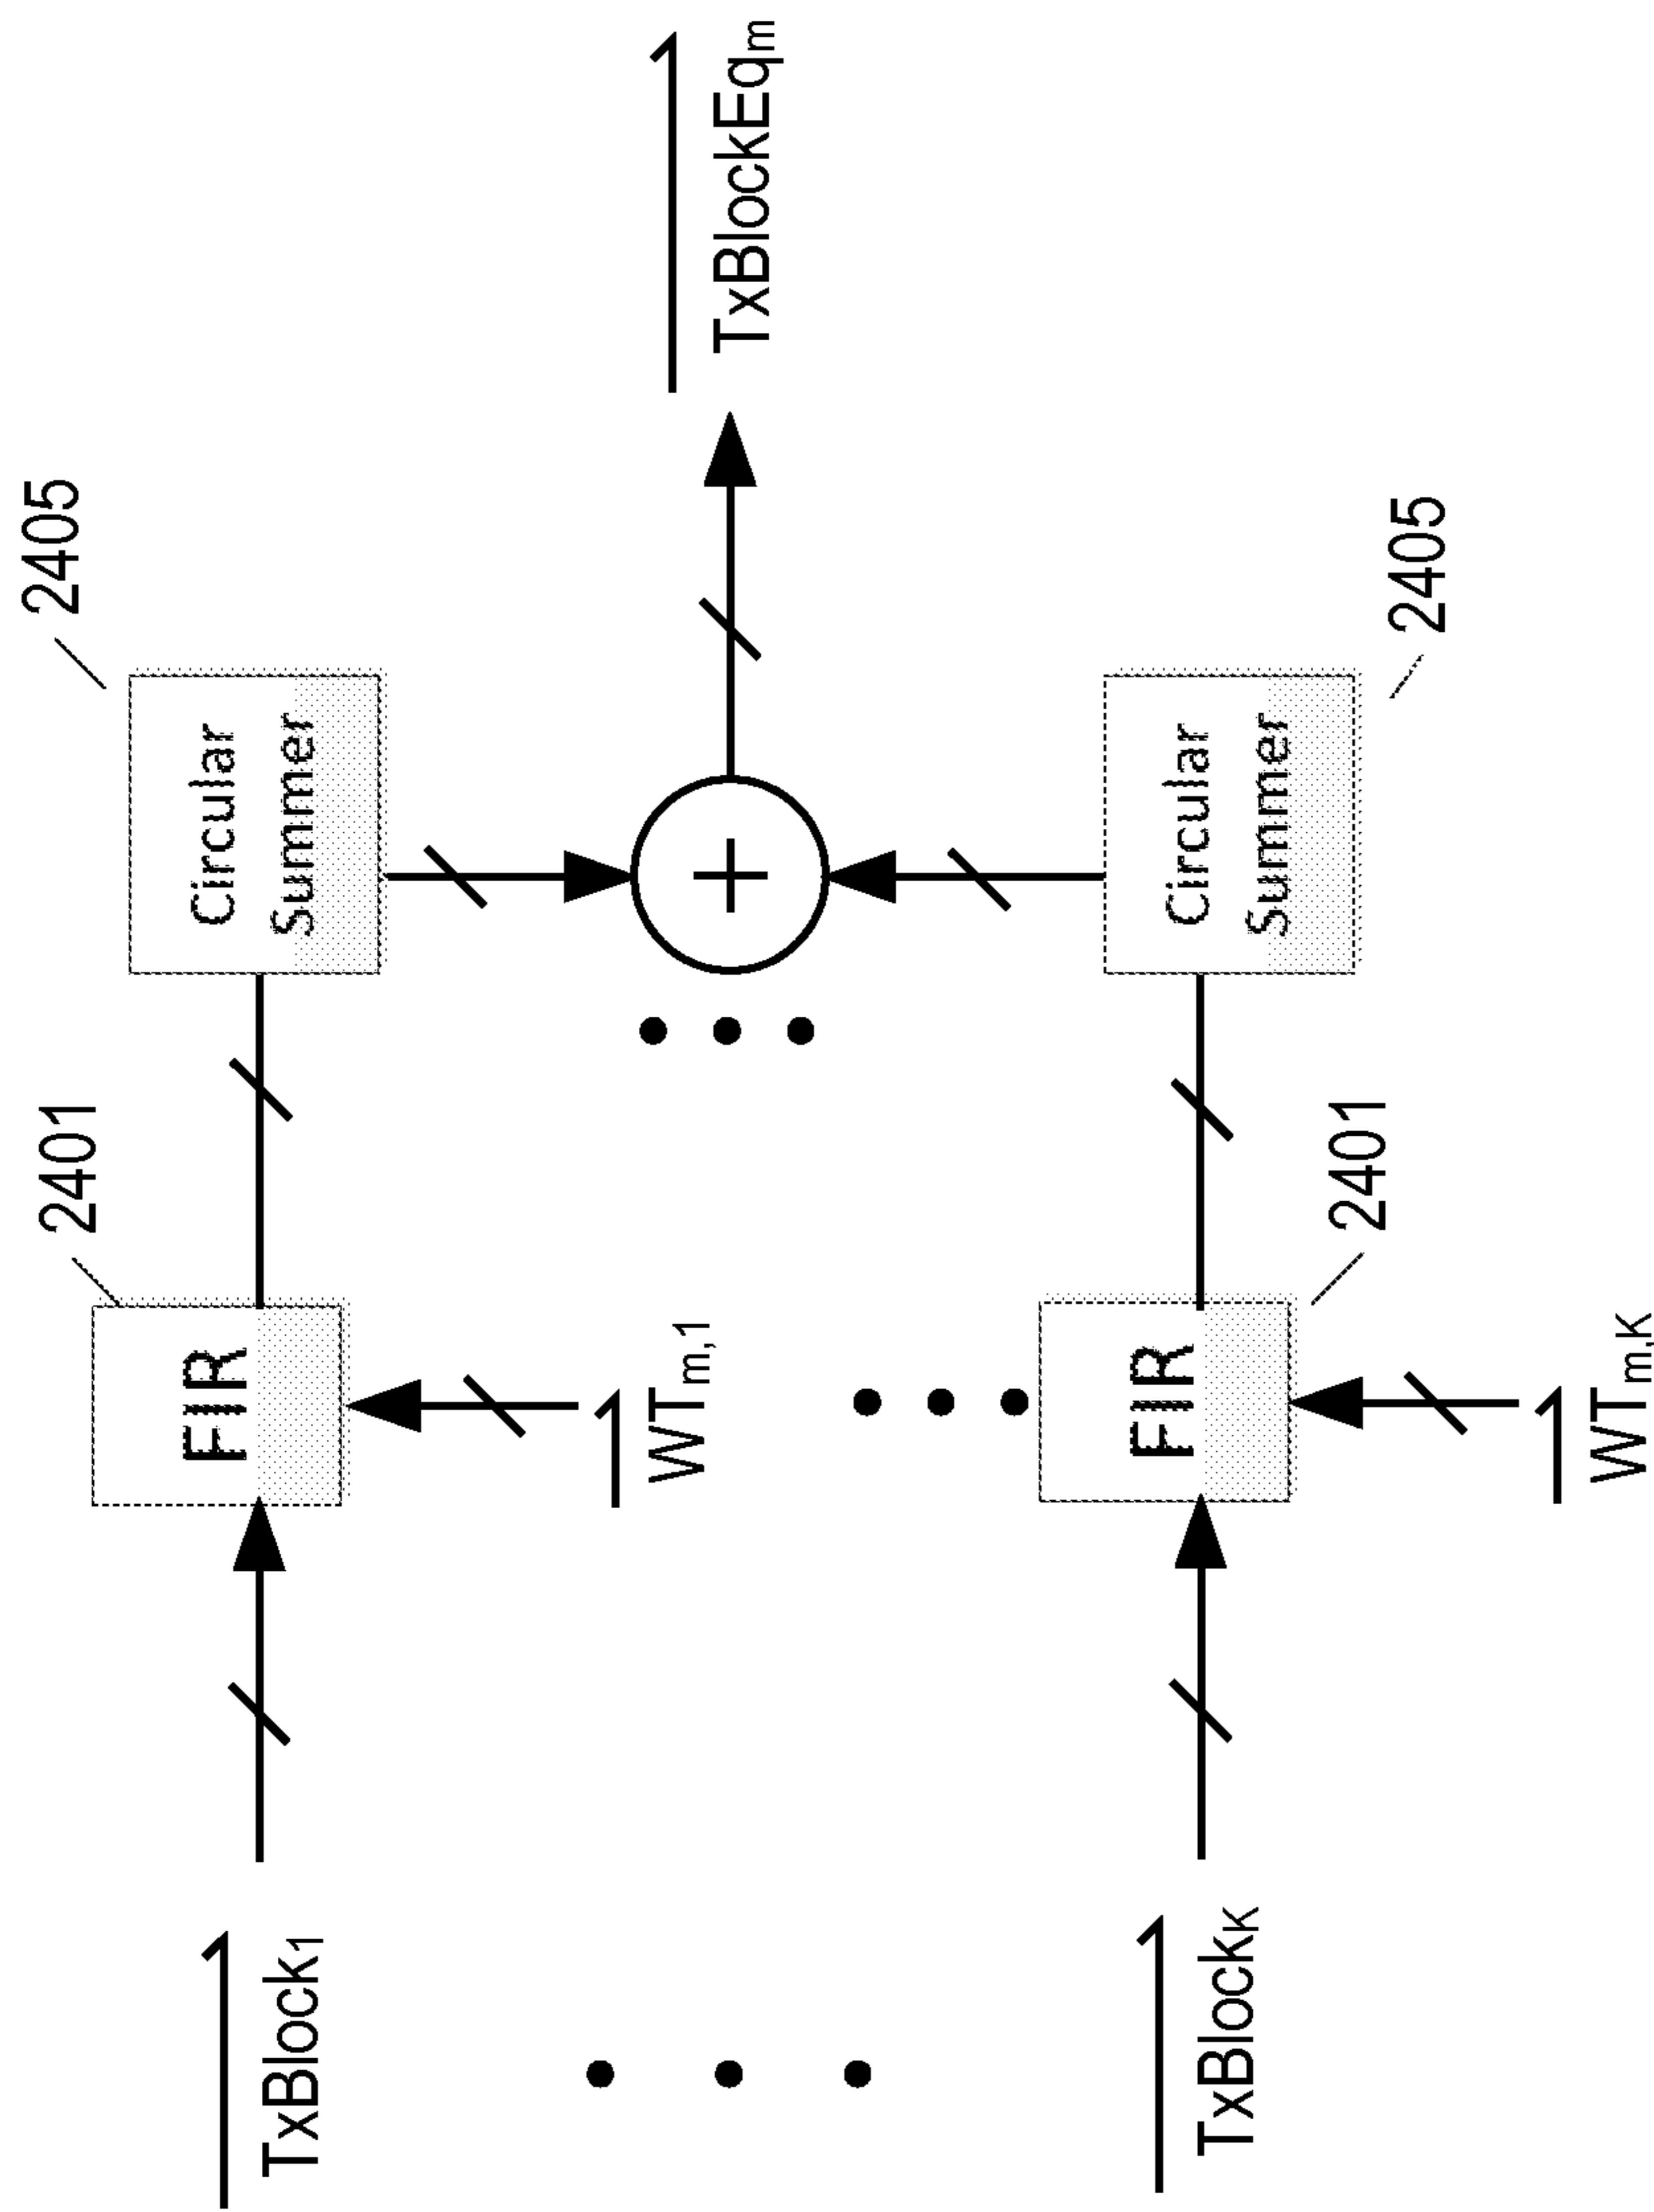 TxBlock₁
FIR
2401
WTm,1
Circular
Summer
2405
+
TxBlockEqm
TxBlockK
FIR
2401
WTm,K
Circular
Summer
2405